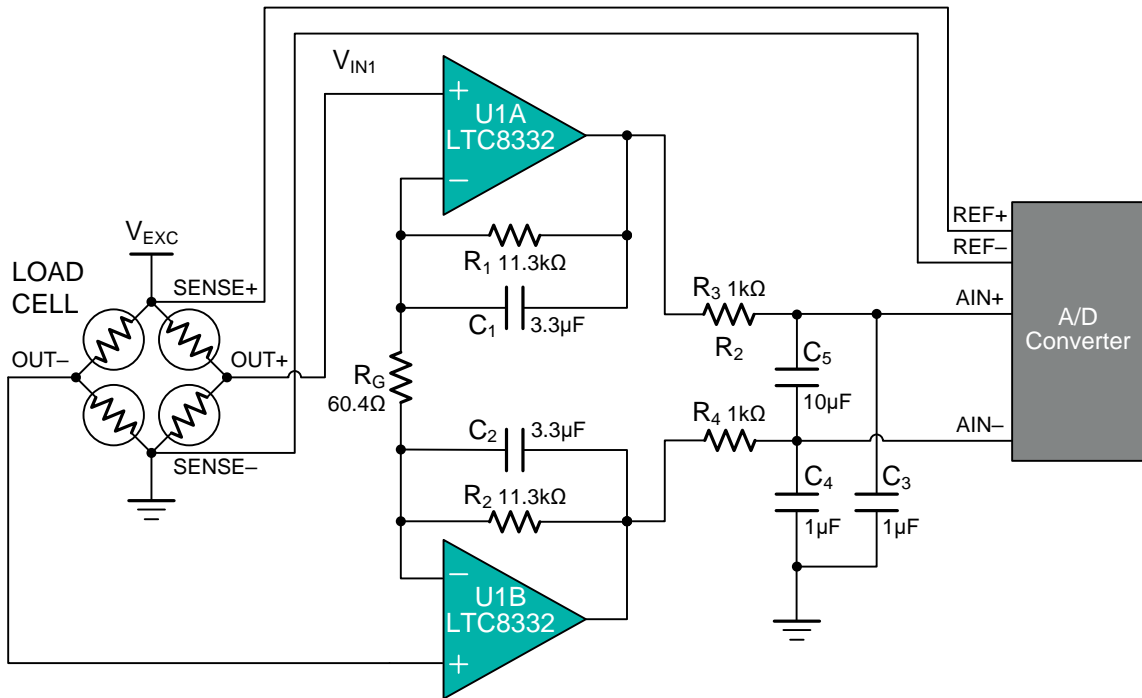 V_IN1
+
U1A
LTC8332
−
REF+
REF−
V_EXC
R1 11.3kΩ
LOAD
CELL
SENSE+
R3 1kΩ
AIN+
A/D
Converter
C1 3.3µF
R2
OUT−
OUT+
C5
RG
60.4Ω
10µF
C2 3.3µF
R4 1kΩ
AIN−
SENSE−
C4
C3
R2 11.3kΩ
1µF
1µF
−
U1B
LTC8332
+